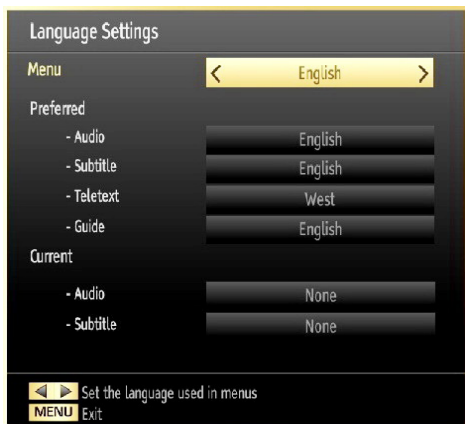 Language Settings
Menu English
Preferred
- Audio English
- Subtitle English
- Teletext West
- Guide English
Current
- Audio None
- Subtitle None
Set the language used in menus
MENU Exit